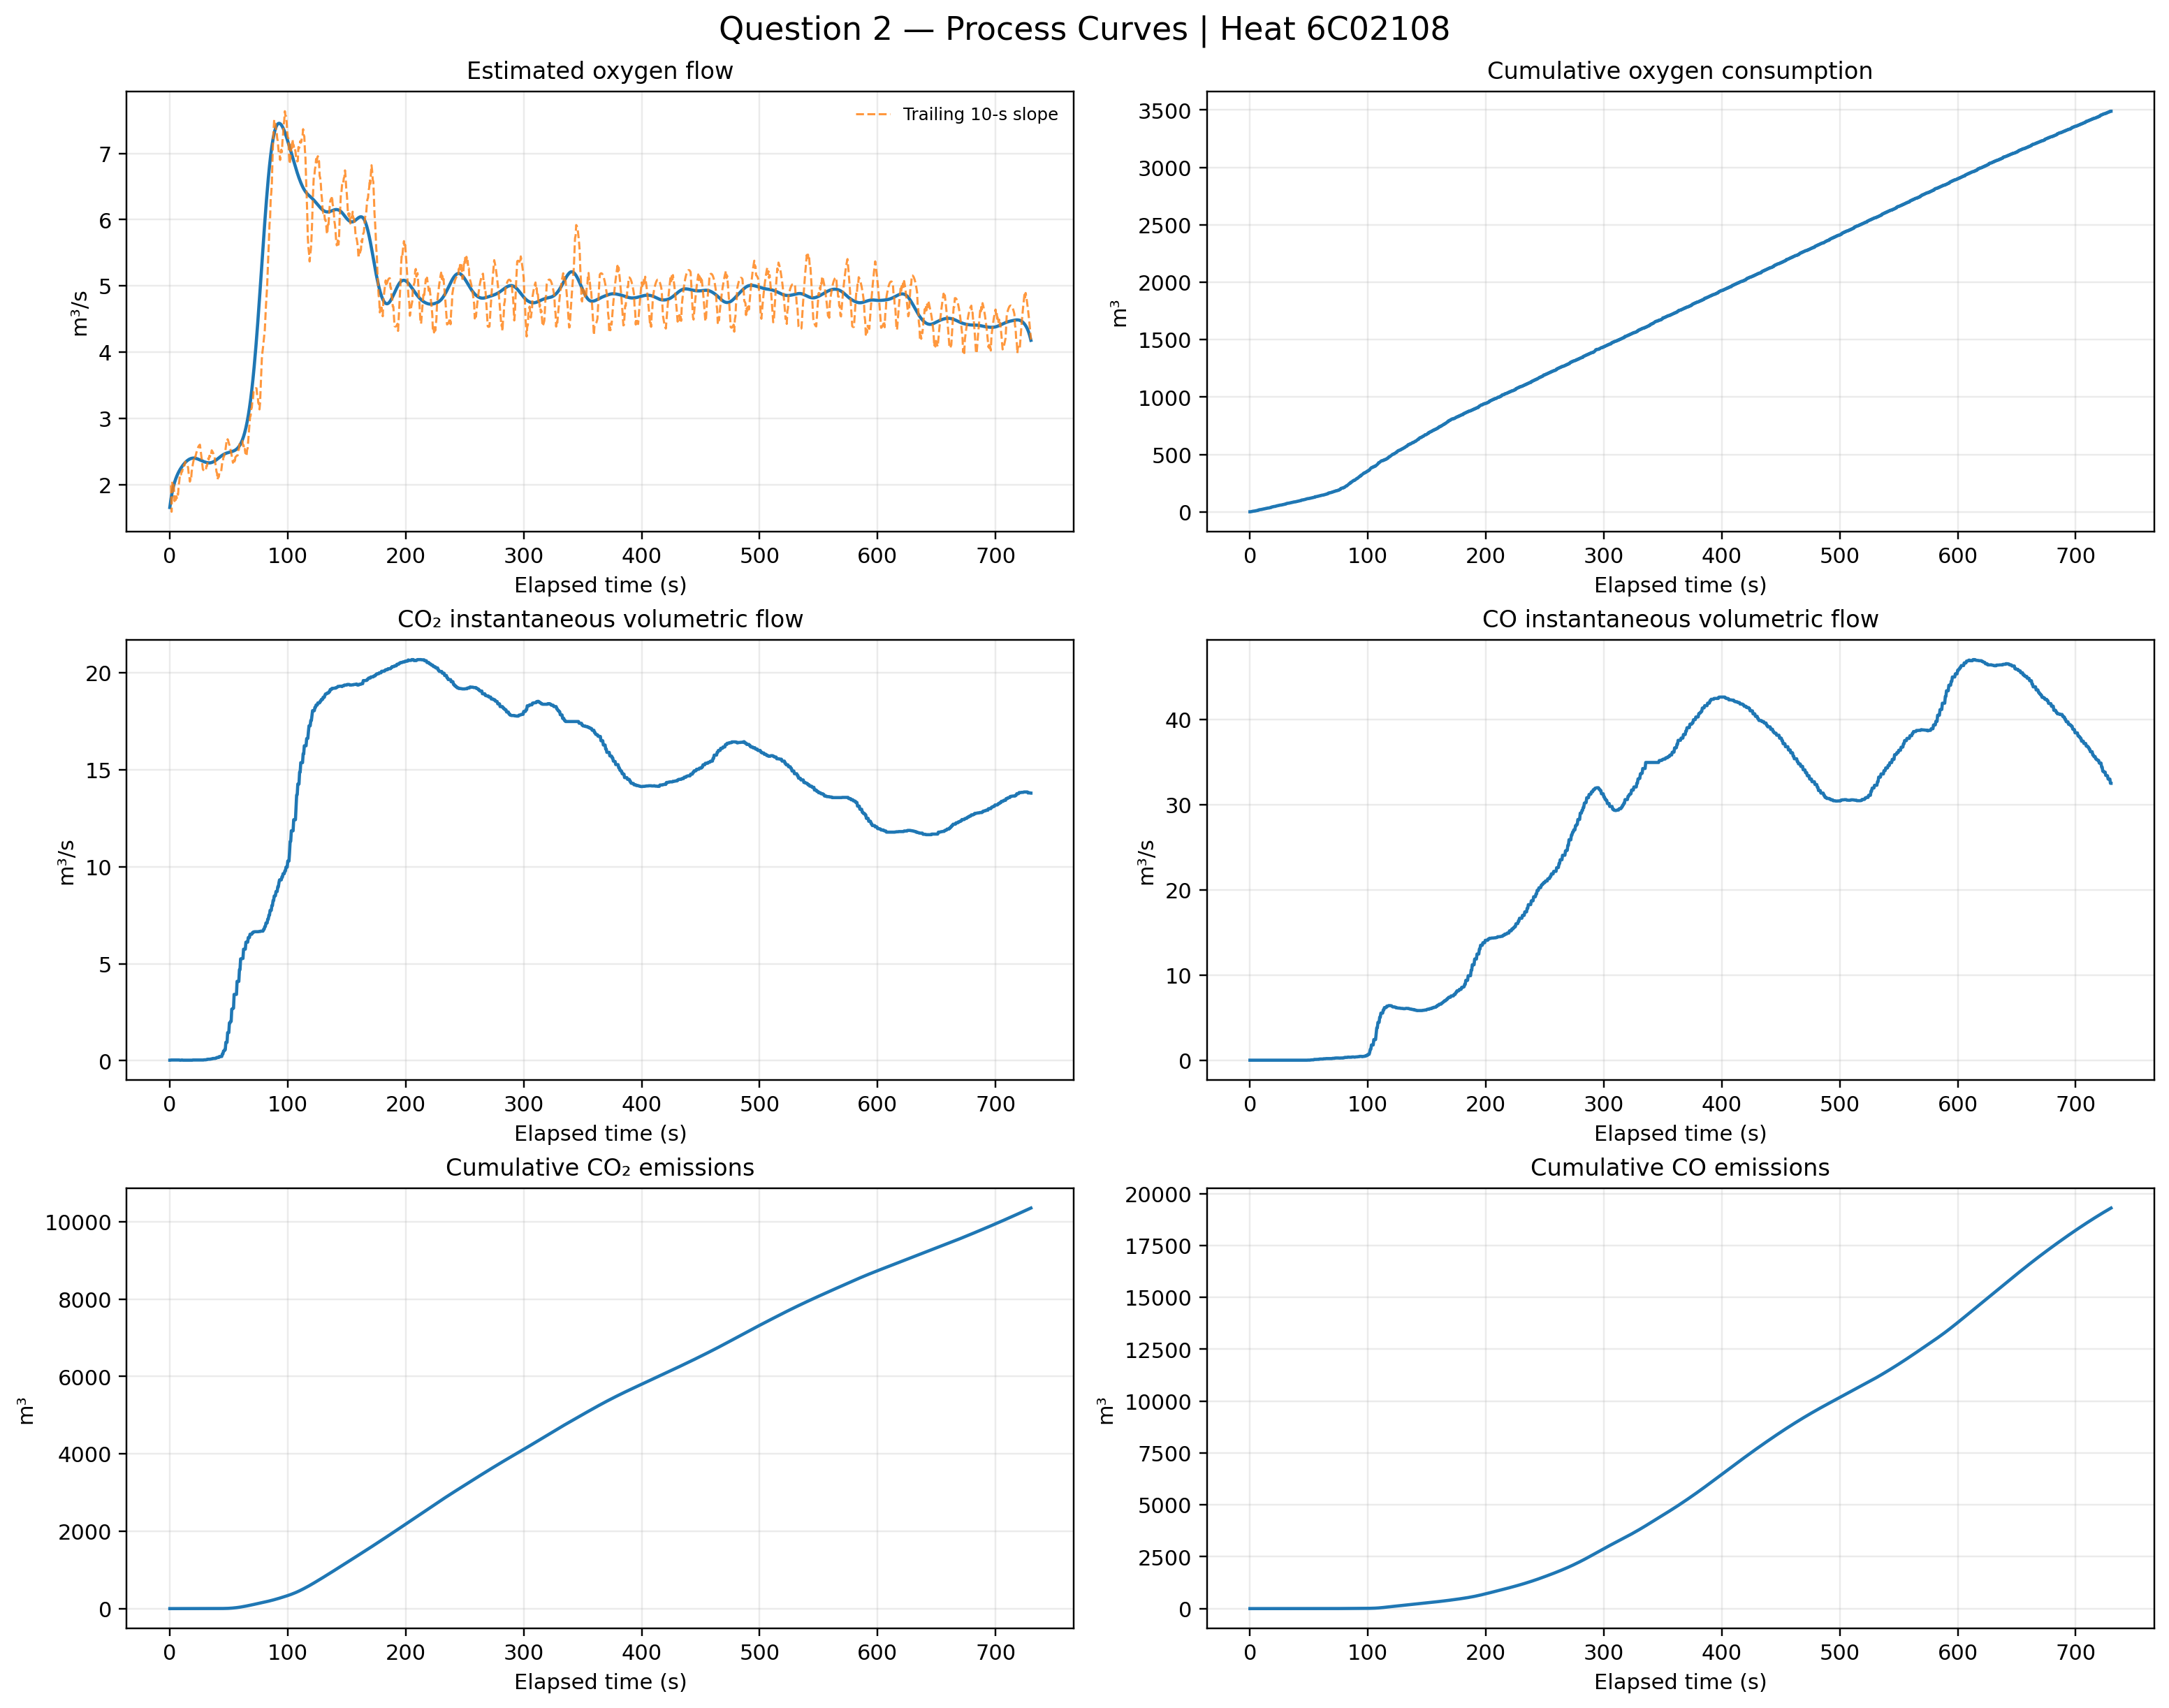 Question 2 — Process Curves | Heat 6C02108
Estimated oxygen flow
Trailing 10-s slope
m³/s
7
6
5
4
3
2
0 100 200 300 400 500 600 700
Elapsed time (s)
Cumulative oxygen consumption
m³
3500
3000
2500
2000
1500
1000
500
0
0 100 200 300 400 500 600 700
Elapsed time (s)
CO₂ instantaneous volumetric flow
m³/s
20
15
10
5
0
0 100 200 300 400 500 600 700
Elapsed time (s)
CO instantaneous volumetric flow
m³/s
40
30
20
10
0
0 100 200 300 400 500 600 700
Elapsed time (s)
Cumulative CO₂ emissions
m³
10000
8000
6000
4000
2000
0
0 100 200 300 400 500 600 700
Elapsed time (s)
Cumulative CO emissions
m³
20000
17500
15000
12500
10000
7500
5000
2500
0
0 100 200 300 400 500 600 700
Elapsed time (s)